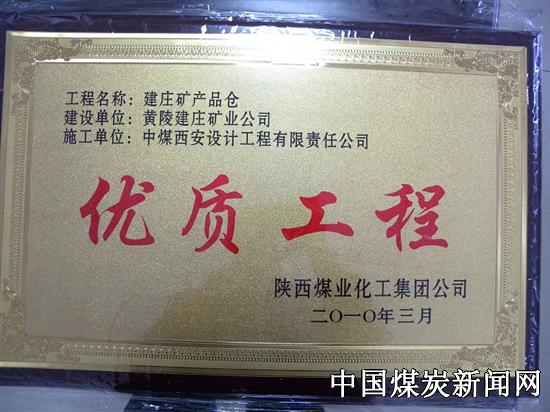 工程名称：建庄矿产品仓
建设单位：黄陵建庄矿业公司
施工单位：中煤西安设计工程有限责任公司
优质工程
陕西煤业化工集团公司
二〇一〇年三月
中国煤炭新闻网